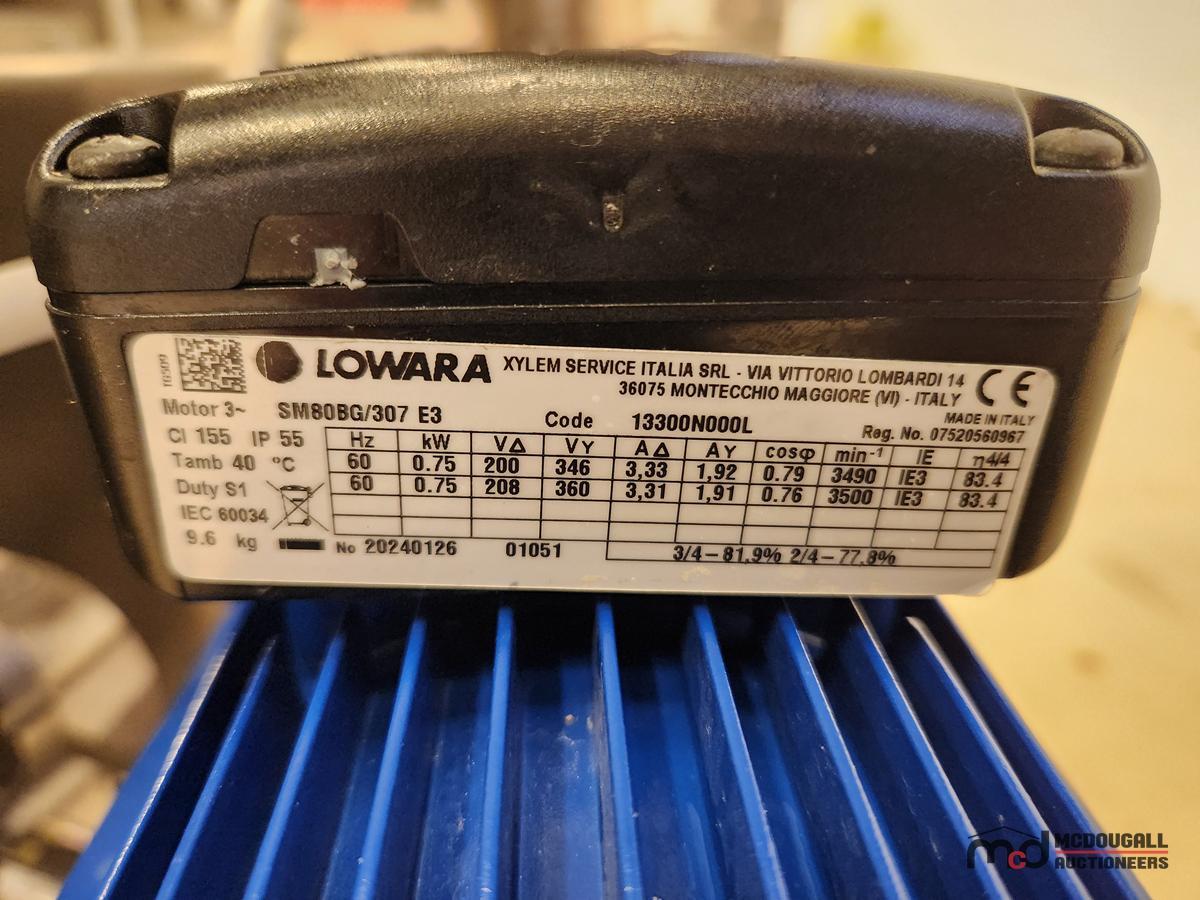 10509
LOWARA
XYLEM SERVICE ITALIA SRL - VIA VITTORIO LOMBARDI 14
36075 MONTECCHIO MAGGIORE (VI) - ITALY
CE
MADE IN ITALY
Motor 3~ SM80BG/307 E3 Code 13300N000L Reg. No. 07520560967
Cl 155 IP 55
Tamb 40 °C
Duty S1
IEC 60034
9.6 kg
Hz kW VΔ VY AΔ AY cosφ min⁻¹ IE η4/4
60 0.75 200 346 3,33 1,92 0.79 3490 IE3 83.4
60 0.75 208 360 3,31 1,91 0.76 3500 IE3 83.4
No 20240126 01051 3/4 – 81,9% 2/4 – 77,8%
mcd MCDOUGALL
AUCTIONEERS